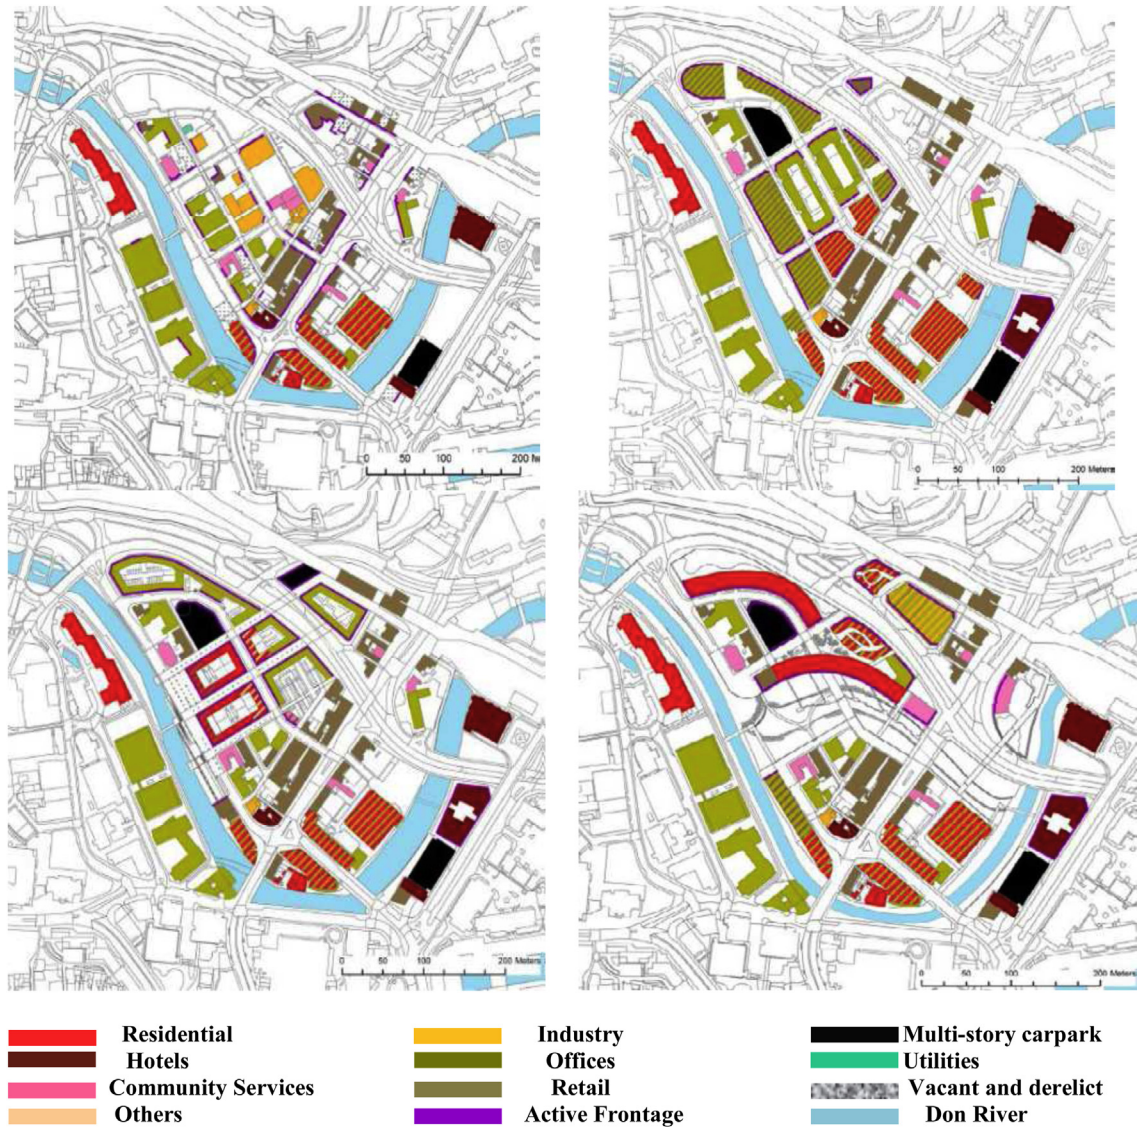 0 50 100 200 Me
0 50 100 200 Meters
0 50 100 200 Meters
0 50 100 200 Meters
Residential Industry Multi-story carpark
Hotels Offices Utilities
Community Services Retail Vacant and derelict
Others Active Frontage Don River